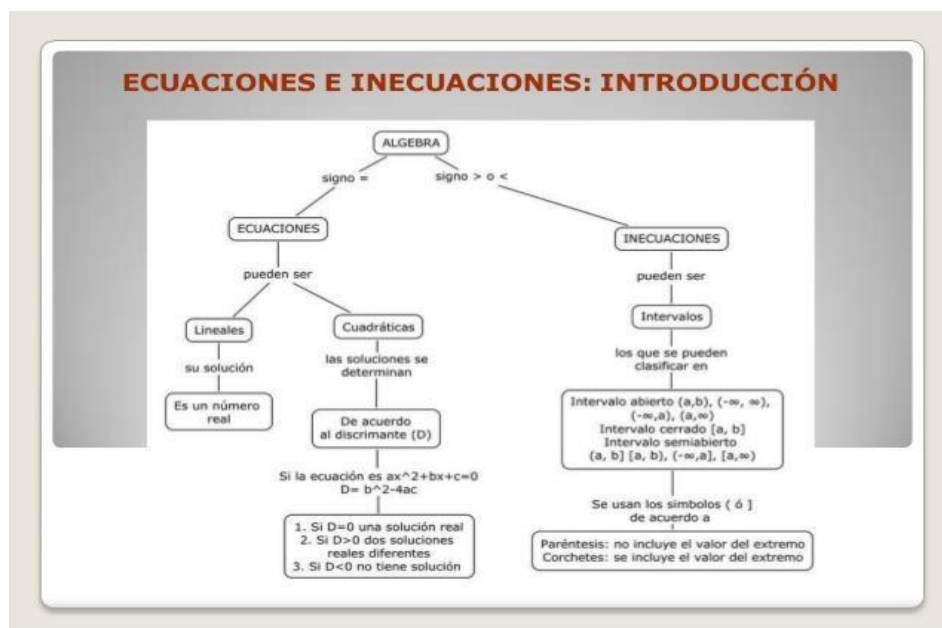 ECUACIONES E INECUACIONES: INTRODUCCIÓN
ALGEBRA
signo =
signo > o <
ECUACIONES
INECUACIONES
pueden ser
pueden ser
Lineales
Cuadráticas
Intervalos
su solución
las soluciones se
determinan
los que se pueden
clasificar en
Es un número
real
De acuerdo
al discrimante (D)
Intervalo abierto (a,b), (-∞, ∞),
(-∞,a), (a,∞)
Intervalo cerrado [a, b]
Intervalo semiabierto
(a, b] [a, b), (-∞,a], [a,∞)
Si la ecuación es ax^2+bx+c=0
D= b^2-4ac
Se usan los simbolos ( ó ]
de acuerdo a
1. Si D=0 una solución real
2. Si D>0 dos soluciones
reales diferentes
3. Si D<0 no tiene solución
Paréntesis: no incluye el valor del extremo
Corchetes: se incluye el valor del extremo